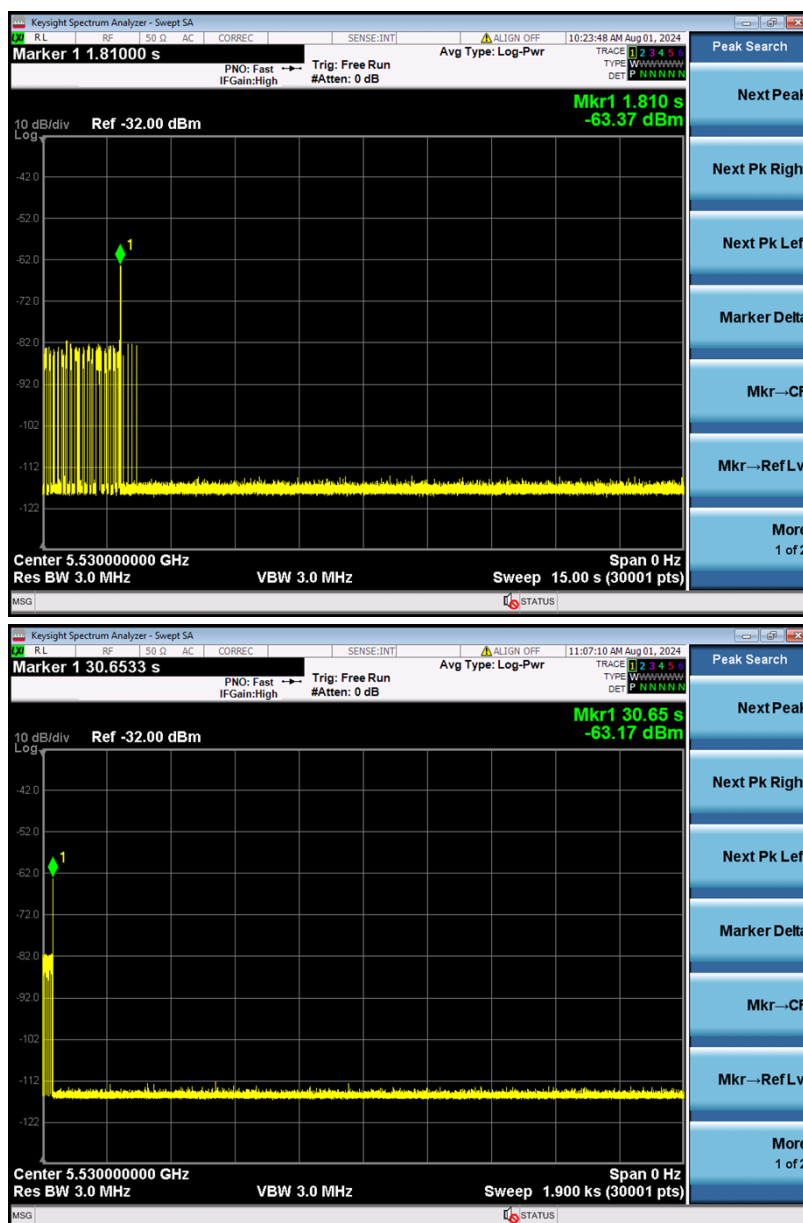 Keysight Spectrum Analyzer - Swept SA
LXI RL RF 50 Ω AC CORREC SENSE:INT ALIGN OFF 10:23:48 AM Aug 01, 2024
Marker 1 1.81000 s
PNO: Fast
IFGain:High
Trig: Free Run
#Atten: 0 dB
Avg Type: Log-Pwr
TRACE 1 2 3 4 5 6
TYPE WWWWWW
DET P N N N N N
Peak Search
Mkr1 1.810 s
-63.37 dBm
10 dB/div Ref -32.00 dBm
Log
-42.0
-52.0
1
-62.0
-72.0
-82.0
-92.0
-102
-112
-122
Center 5.530000000 GHz Span 0 Hz
Res BW 3.0 MHz VBW 3.0 MHz Sweep 15.00 s (30001 pts)
MSG STATUS
Next Peak
Next Pk Righ
Next Pk Lef
Marker Delta
Mkr→CF
Mkr→Ref Lv
More
1 of 2
Keysight Spectrum Analyzer - Swept SA
LXI RL RF 50 Ω AC CORREC SENSE:INT ALIGN OFF 11:07:10 AM Aug 01, 2024
Marker 1 30.6533 s
PNO: Fast
IFGain:High
Trig: Free Run
#Atten: 0 dB
Avg Type: Log-Pwr
TRACE 1 2 3 4 5 6
TYPE WWWWWW
DET P N N N N N
Peak Search
Mkr1 30.65 s
-63.17 dBm
10 dB/div Ref -32.00 dBm
Log
-42.0
-52.0
1
-62.0
-72.0
-82.0
-92.0
-102
-112
-122
Center 5.530000000 GHz Span 0 Hz
Res BW 3.0 MHz VBW 3.0 MHz Sweep 1.900 ks (30001 pts)
MSG STATUS
Next Peak
Next Pk Righ
Next Pk Lef
Marker Delta
Mkr→CF
Mkr→Ref Lv
More
1 of 2